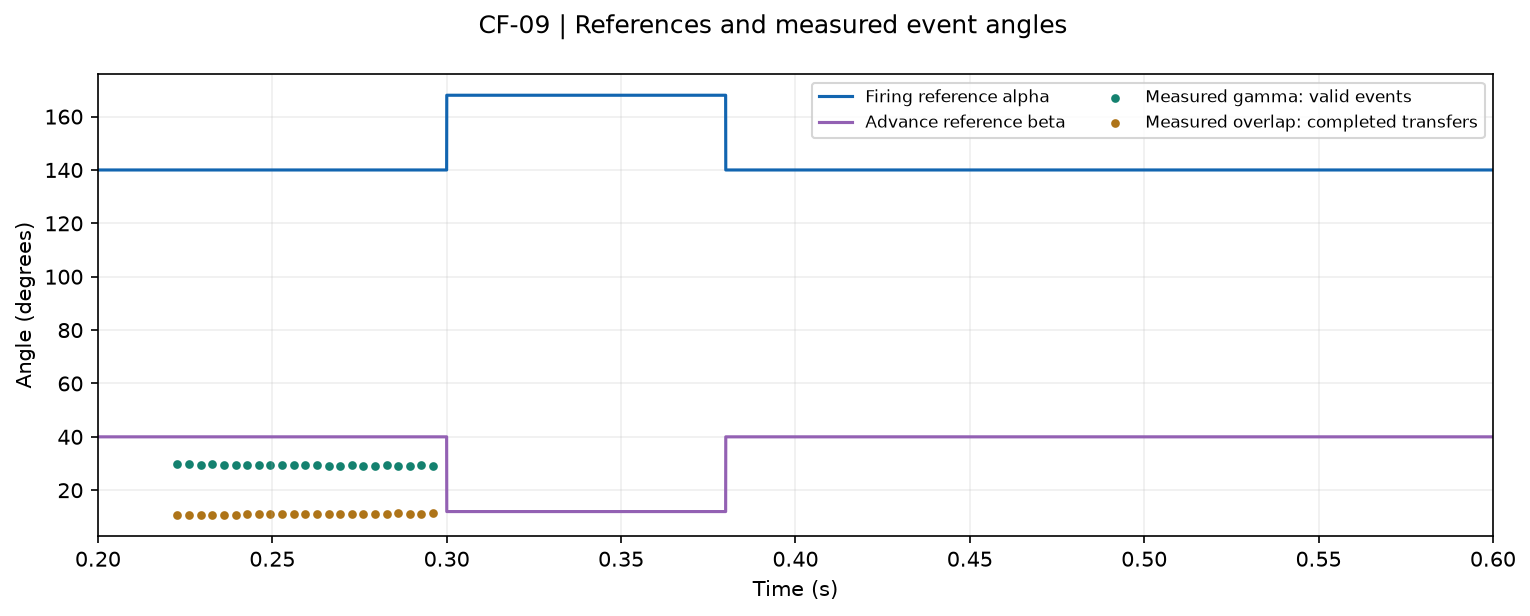 CF-09 | References and measured event angles
Firing reference alpha
Advance reference beta
Measured gamma: valid events
Measured overlap: completed transfers
Angle (degrees)
160
140
120
100
80
60
40
20
0.20 0.25 0.30 0.35 0.40 0.45 0.50 0.55 0.60
Time (s)